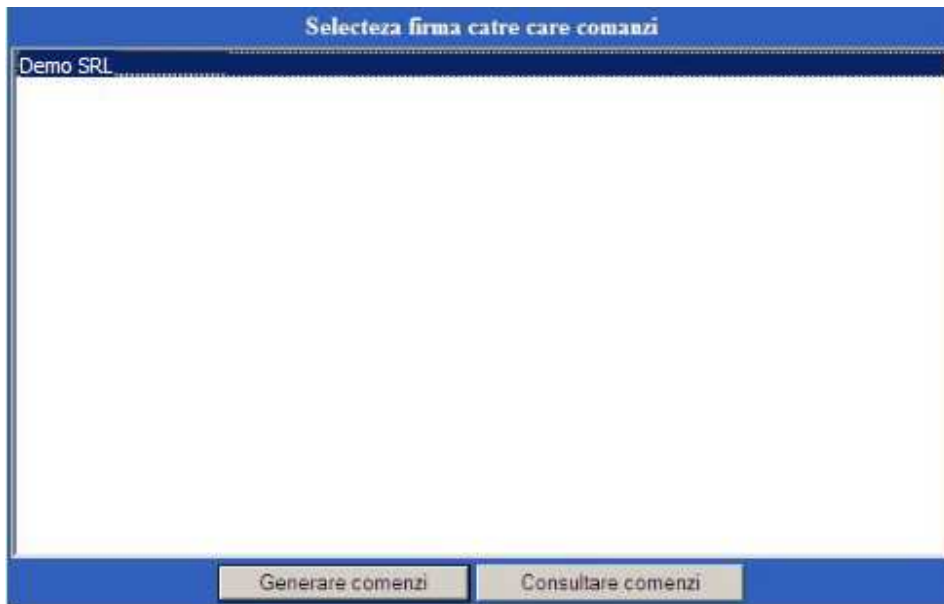 Selecteza firma catre care comanzi
Demo SRL
Generare comenzi
Consultare comenzi